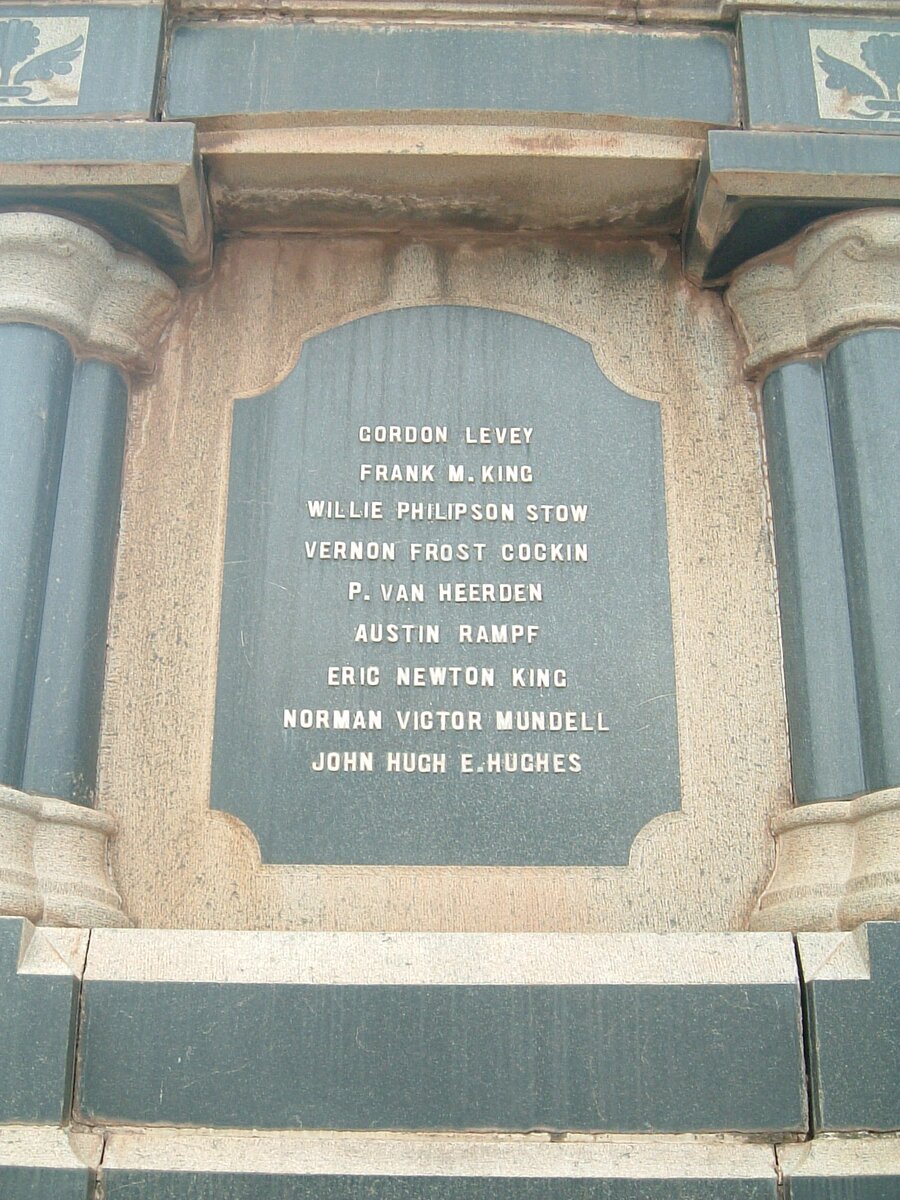 GORDON LEVEY
FRANK M. KING
WILLIE PHILIPSON STOW
VERNON FROST COCKIN
P. VAN HEERDEN
AUSTIN RAMPF
ERIC NEWTON KING
NORMAN VICTOR MUNDELL
JOHN HUGH E. HUGHES